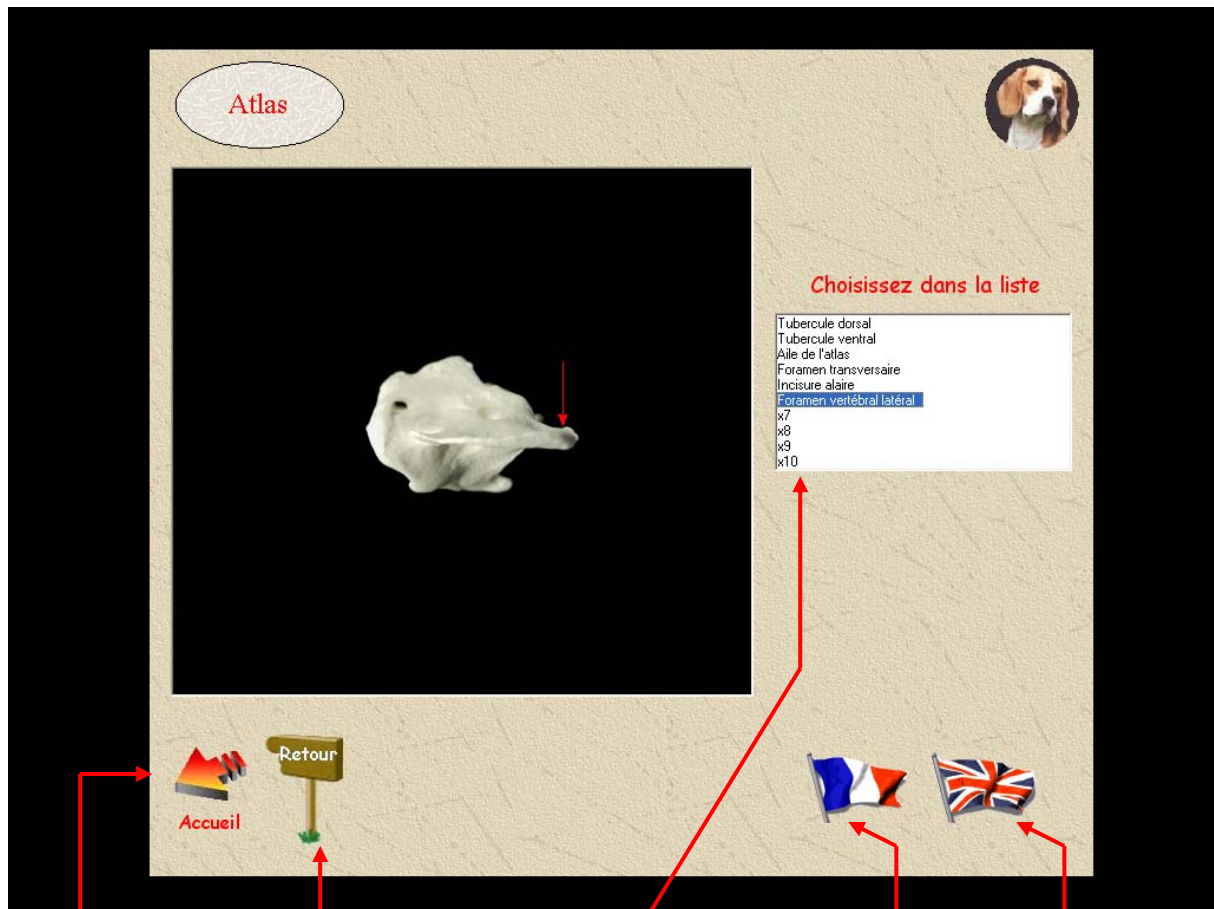 Atlas
Choisissez dans la liste
Tubercule dorsal
Tubercule ventral
Aile de l'atlas
Foramen transversaire
Incisure alaire
Foramen vertébral latéral
x7
x8
x9
x10
Retour
Accueil